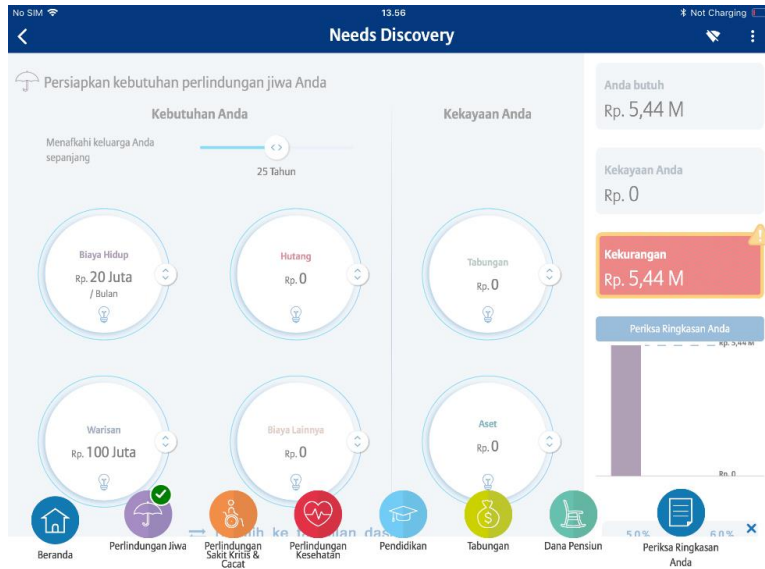 No SIM
13.56
Not Charging
Needs Discovery
Persiapkan kebutuhan perlindungan jiwa Anda
Kebutuhan Anda
Kekayaan Anda
Menafkahi keluarga Anda
sepanjang
25 Tahun
Biaya Hidup
Rp. 20 Juta
/ Bulan
Hutang
Rp. 0
Tabungan
Rp. 0
Warisan
Rp. 100 Juta
Biaya Lainnya
Rp. 0
Aset
Rp. 0
Anda butuh
Rp. 5,44 M
Kekayaan Anda
Rp. 0
Kekurangan
Rp. 5,44 M
Periksa Ringkasan Anda
Rp. 5,44 M
Rp. 0
ke
das
50%
60%
Beranda
Perlindungan Jiwa
Perlindungan
Sakit Kritis &
Cacat
Perlindungan
Kesehatan
Pendidikan
Tabungan
Dana Pensiun
Periksa Ringkasan
Anda